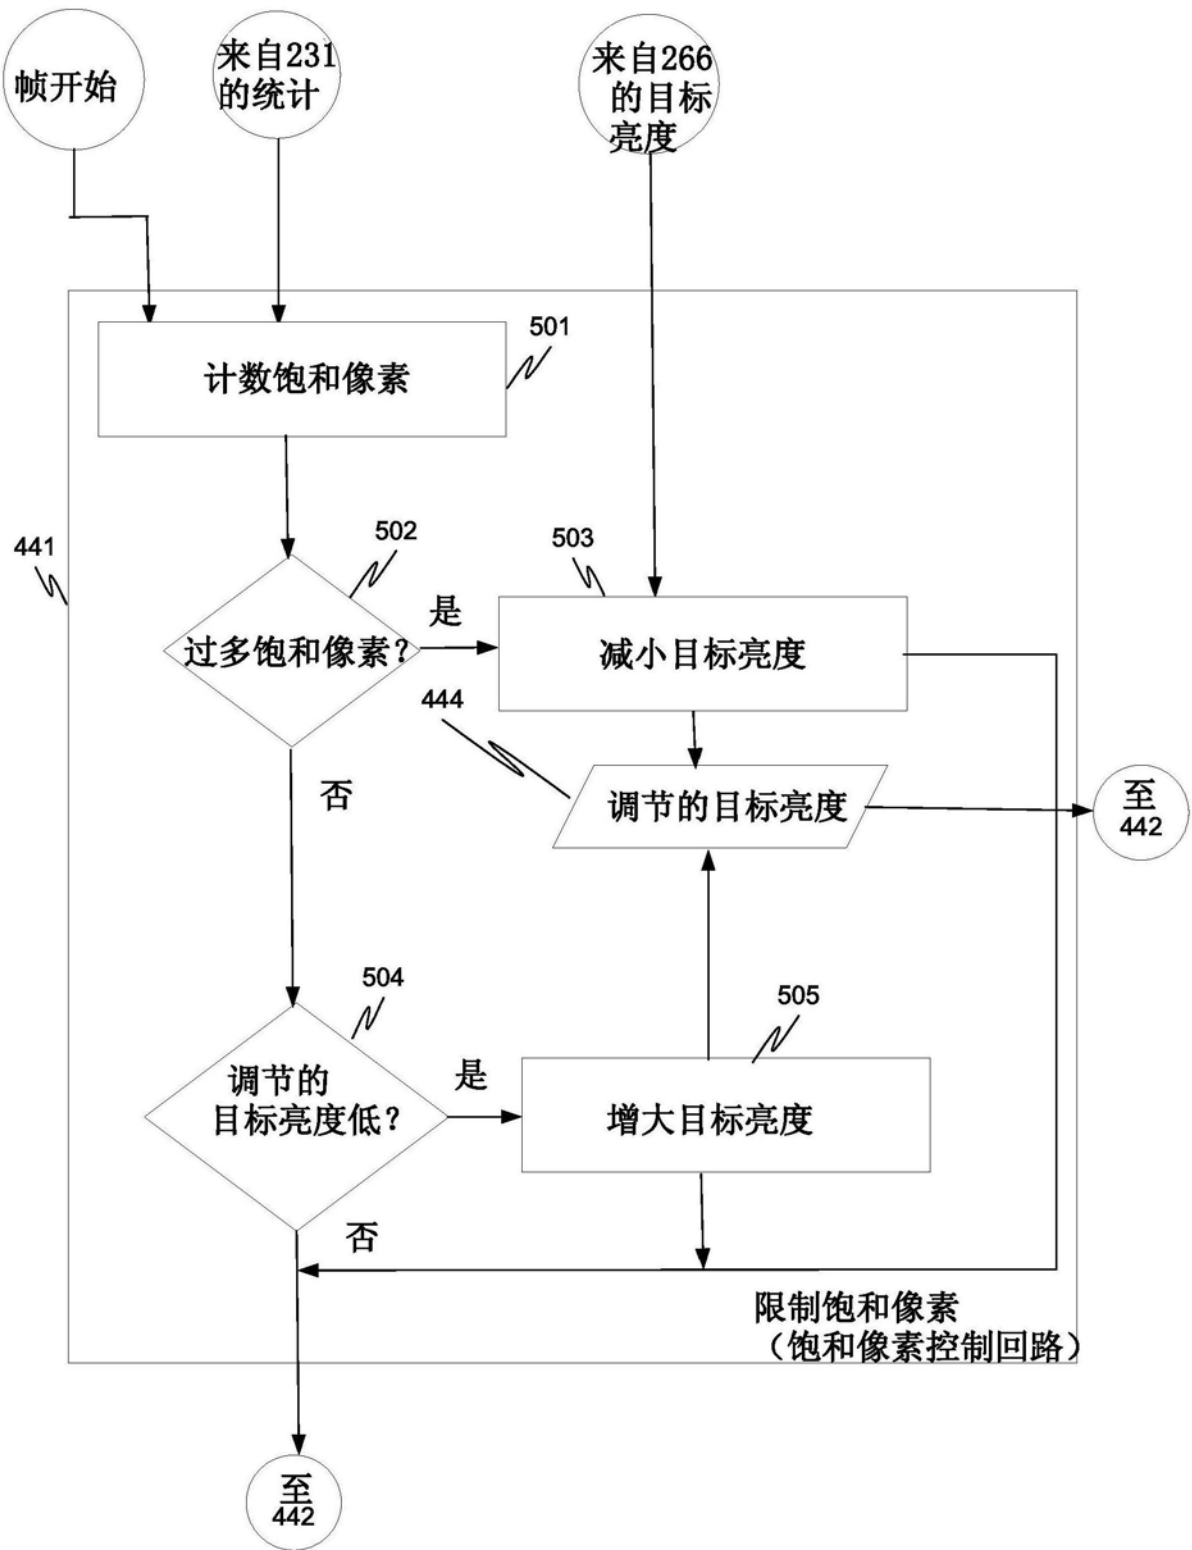 帧开始
来自231
的统计
来自266
的目标
亮度
501
计数饱和像素
441
502
503
是
过多饱和像素？
减小目标亮度
444
否
调节的目标亮度
至
442
504
505
调节的
目标亮度低？
是
增大目标亮度
否
限制饱和像素
（饱和像素控制回路）
至
442